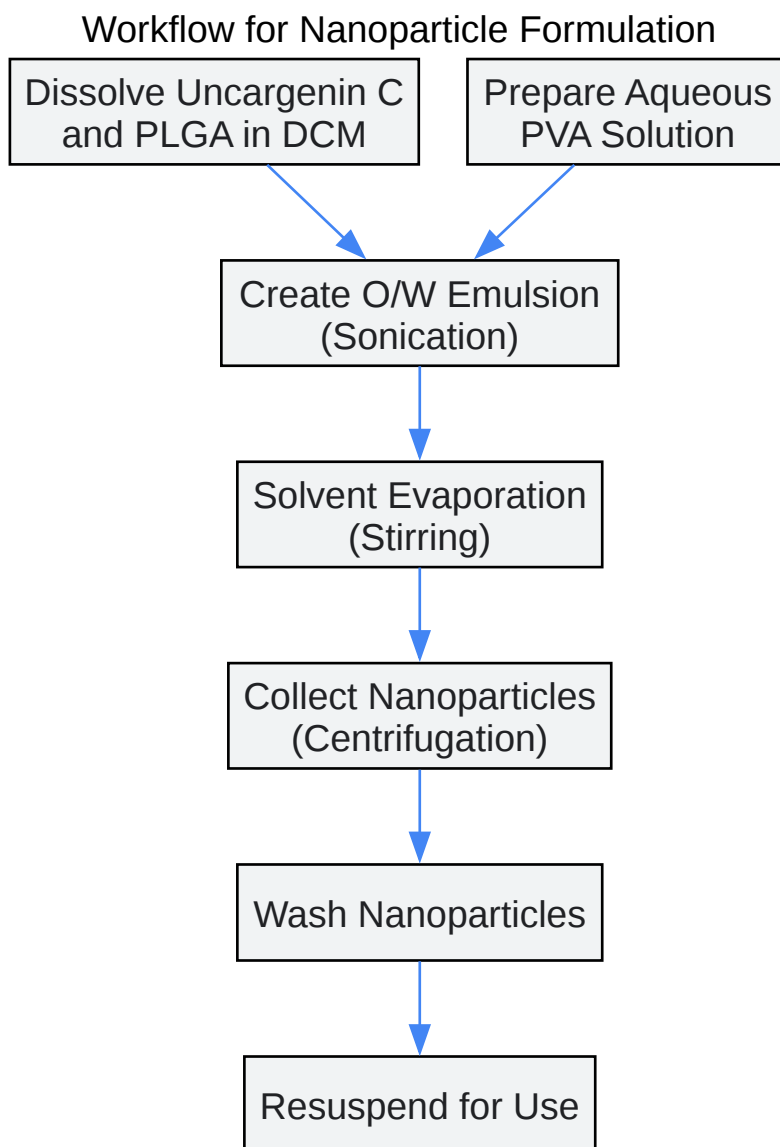 Workflow for Nanoparticle Formulation
Dissolve Uncargenin C
and PLGA in DCM
Prepare Aqueous
PVA Solution
Create O/W Emulsion
(Sonication)
Solvent Evaporation
(Stirring)
Collect Nanoparticles
(Centrifugation)
Wash Nanoparticles
Resuspend for Use